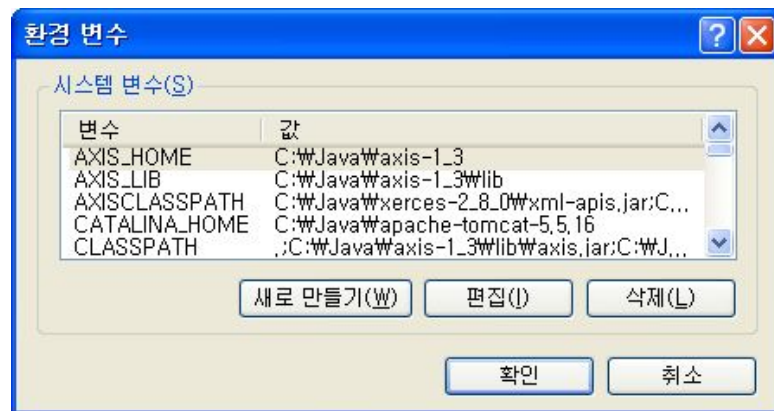 환경 변수
시스템 변수(S)
변수 값
AXIS_HOME C:₩Java₩axis-1_3
AXIS_LIB C:₩Java₩axis-1_3₩lib
AXISCLASSPATH C:₩Java₩xerces-2_8_0₩xml-apis.jar;C...
CATALINA_HOME C:₩Java₩apache-tomcat-5.5.16
CLASSPATH .;C:₩Java₩axis-1_3₩lib₩axis.jar;C:₩J...
새로 만들기(W) 편집(I) 삭제(L)
확인 취소